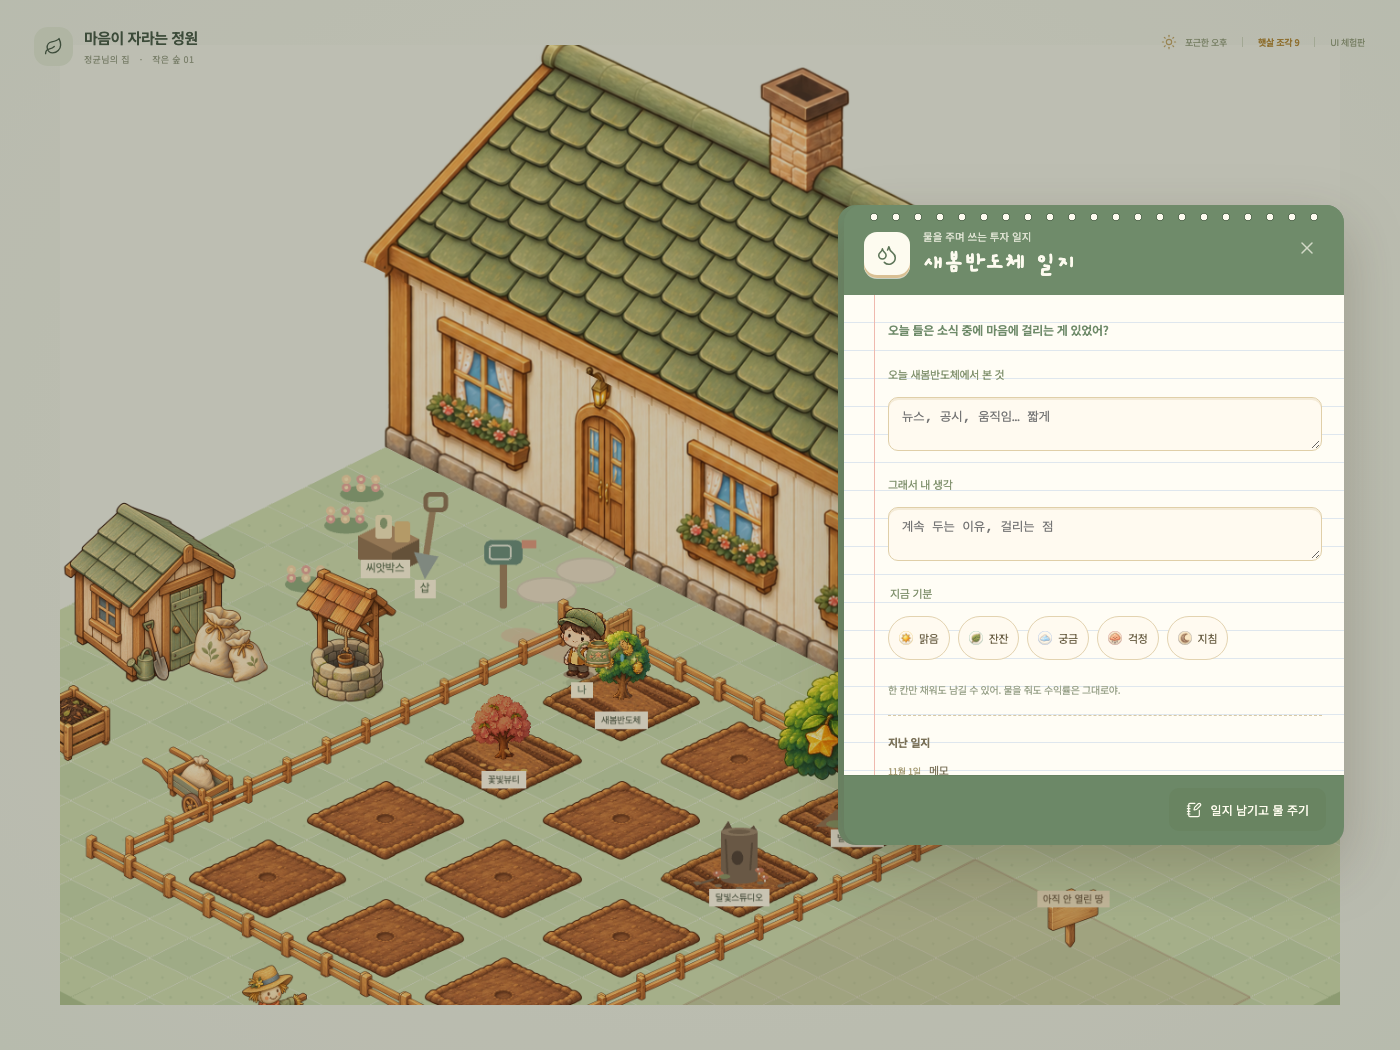 마음이 자라는 정원
정균님의 집 · 작은 숲 01
포근한 오후
햇살 조각 9
UI 체험판
물을 주며 쓰는 투자 일지
새봄반도체 일지
오늘 들은 소식 중에 마음에 걸리는 게 있었어?
오늘 새봄반도체에서 본 것
뉴스, 공시, 움직임… 짧게
그래서 내 생각
계속 두는 이유, 걸리는 점
지금 기분
맑음
잔잔
궁금
걱정
지침
한 칸만 채워도 남길 수 있어. 물을 줘도 수익률은 그대로야.
지난 일지
11월 1일 메모
일지 남기고 물 주기
씨앗박스
삽
나
새봄반도체
꽃빛뷰티
달빛스튜디오
아직 안 열린 땅